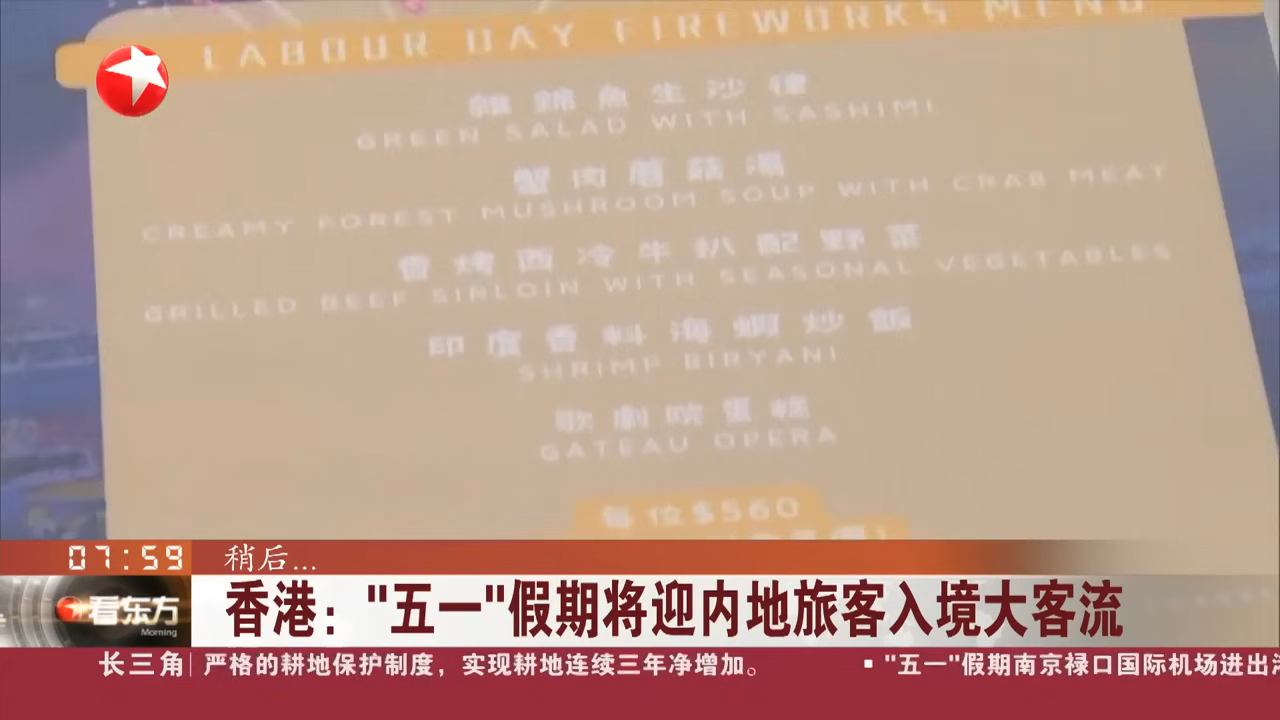 LABOUR DAY FIREWORKS MENU
雜錦魚生沙律
GREEN SALAD WITH SASHIMI
蟹肉蘑菇湯
CREAMY FOREST MUSHROOM SOUP WITH CRAB MEAT
香烤西冷牛扒配野菜
GRILLED BEEF SIRLOIN WITH SEASONAL VEGETABLES
印度香料海蝦炒飯
SHRIMP BIRYANI
歌劇院蛋糕
GATEAU OPERA
每位$560
07:59
稍后...
看东方
Morning
香港："五一"假期将迎内地旅客入境大客流
长三角
严格的耕地保护制度，实现耕地连续三年净增加。
▪"五一"假期南京禄口国际机场进出